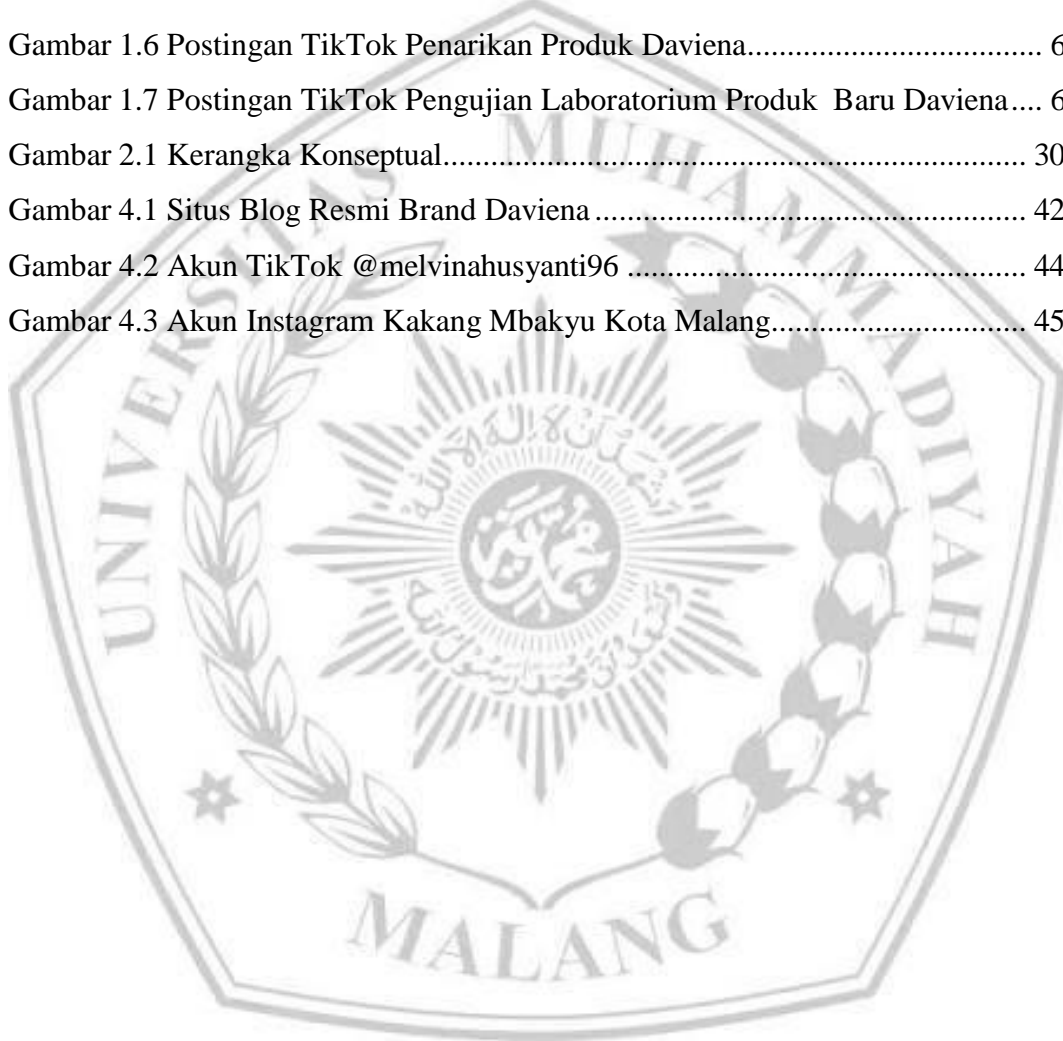 Gambar 1.6 Postingan TikTok Penarikan Produk Daviena.................................. 6
Gambar 1.7 Postingan TikTok Pengujian Laboratorium Produk  Baru Daviena.... 6
Gambar 2.1 Kerangka Konseptual..................................................................... 30
Gambar 4.1 Situs Blog Resmi Brand Daviena................................................... 42
Gambar 4.2 Akun TikTok @melvinahusyanti96 ............................................... 44
Gambar 4.3 Akun Instagram Kakang Mbakyu Kota Malang.............................. 45
UNIVERSITAS MUHAMMADIYAH
MALANG